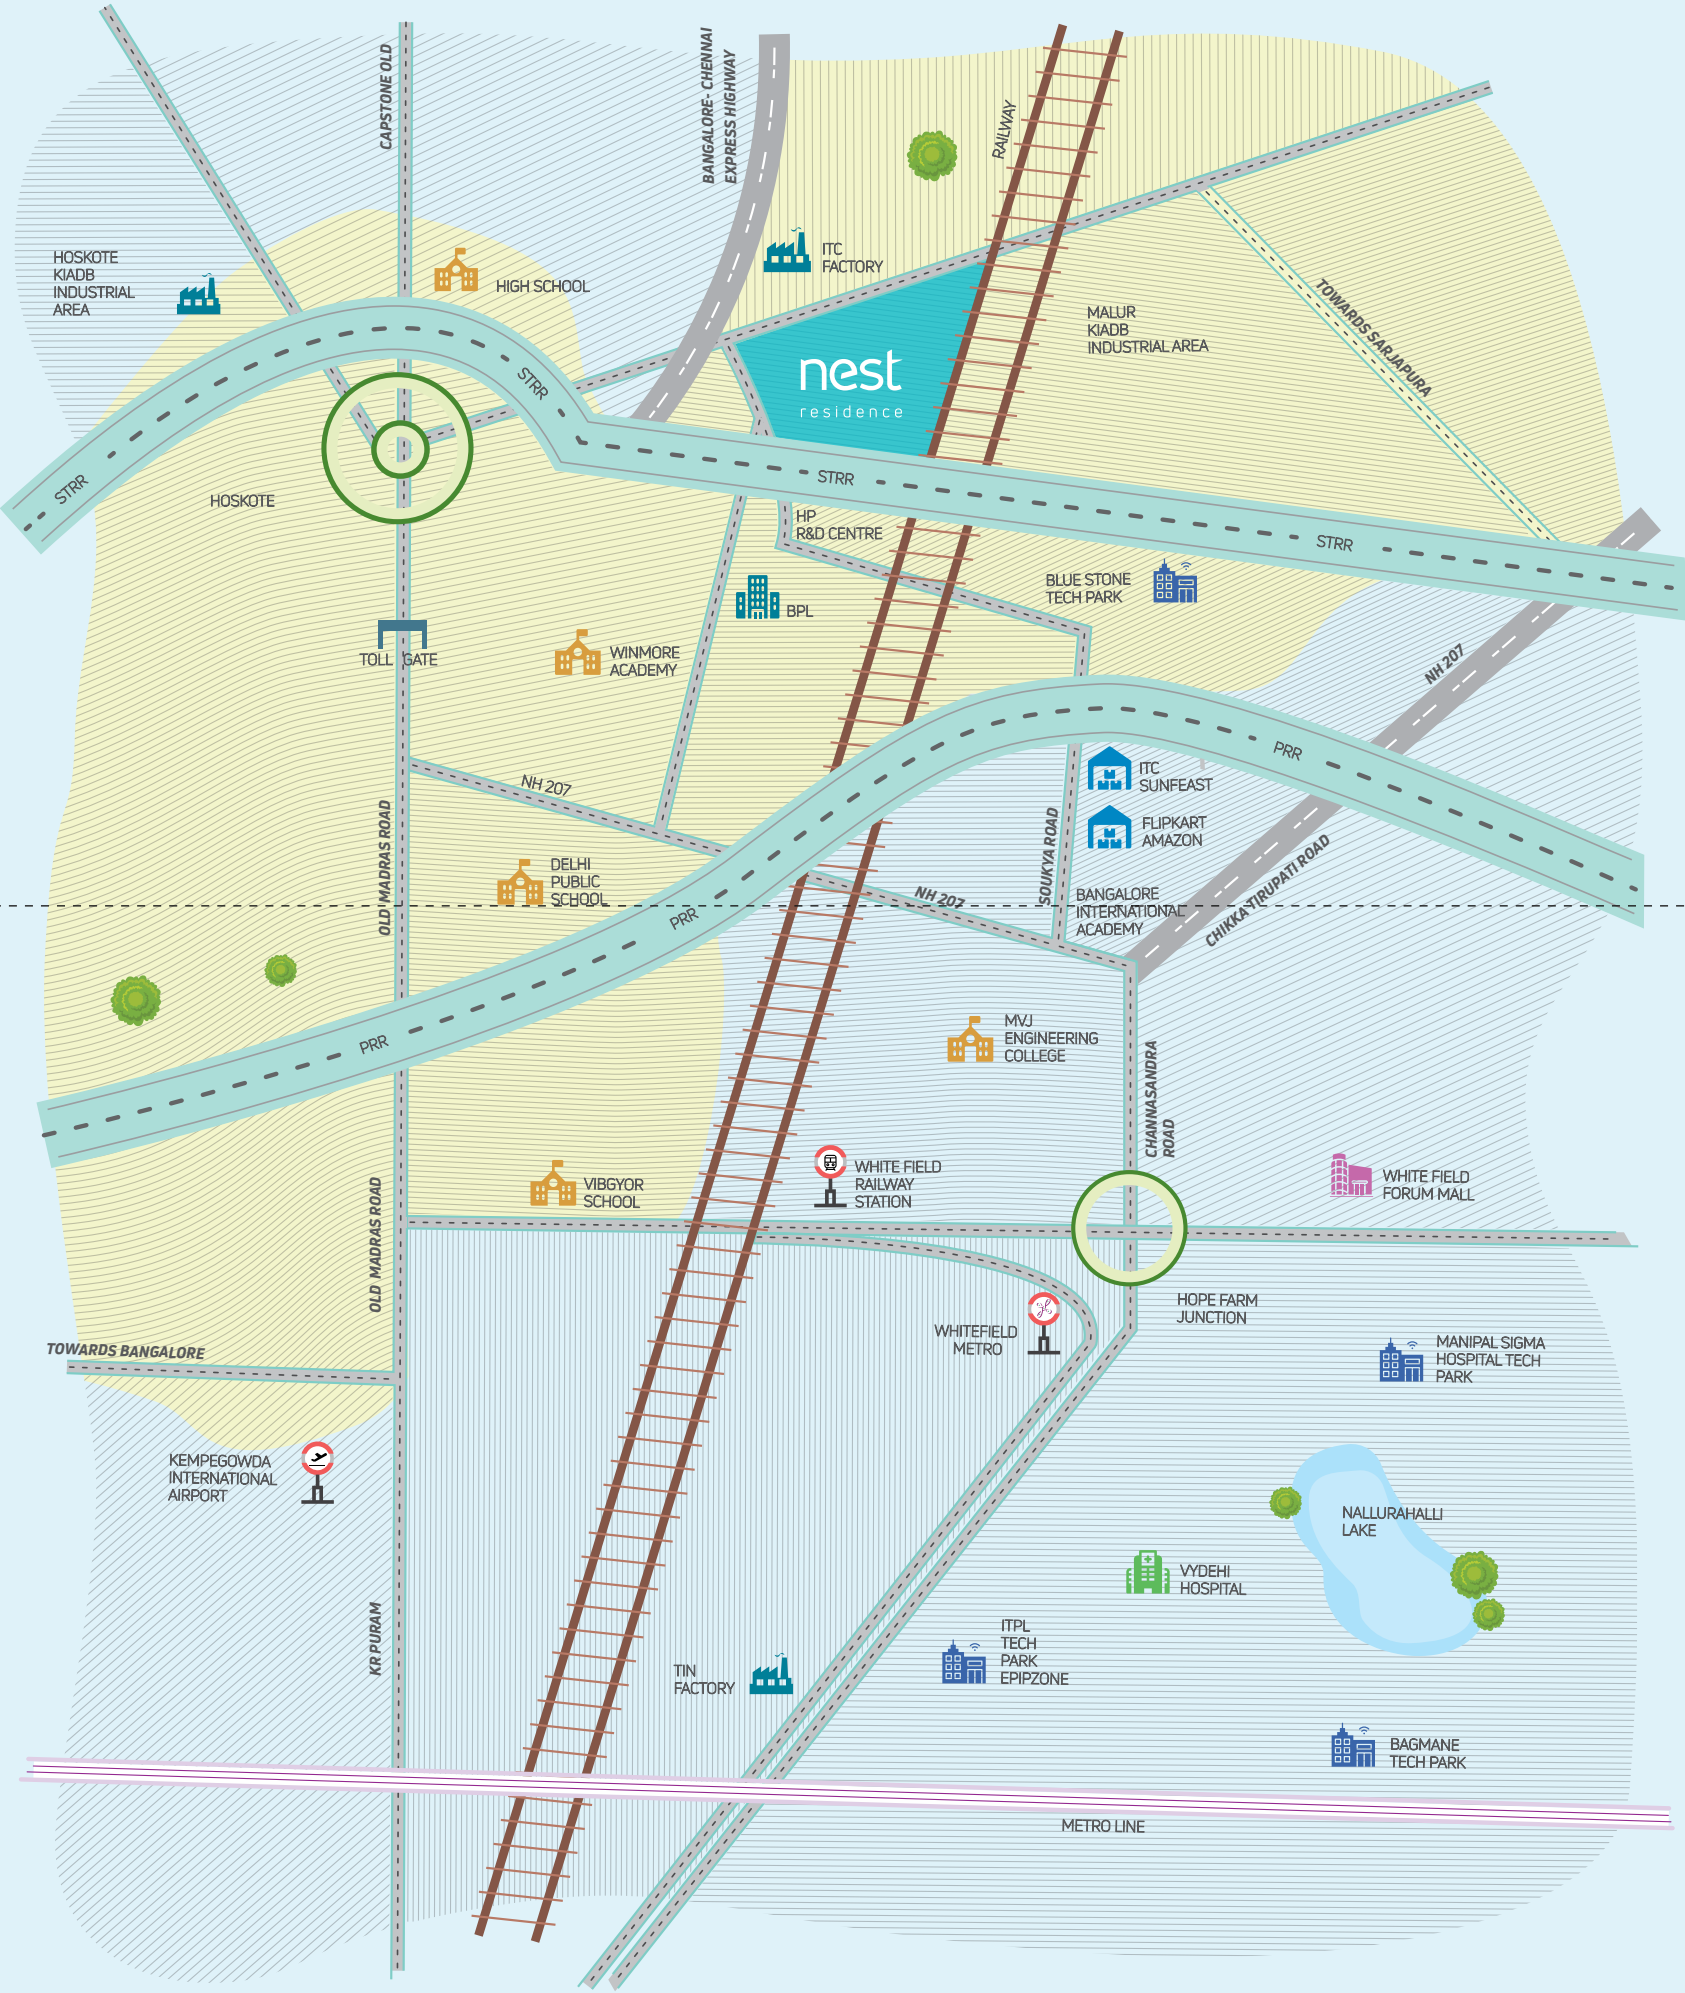 CAPSTONE OLD
BANGALORE - CHENNAI
EXPRESS HIGHWAY
RAILWAY
HOSKOTE
KIADB
INDUSTRIAL
AREA
HIGH SCHOOL
ITC
FACTORY
MALUR
KIADB
INDUSTRIAL AREA
TOWARDS SARJAPURA
nest
residence
STRR
STRR
STRR
STRR
HOSKOTE
HP
R&D CENTRE
BLUE STONE
TECH PARK
BPL
TOLL GATE
WINMORE
ACADEMY
NH 207
NH 207
PRR
ITC
SUNFEAST
FLIPKART
AMAZON
OLD MADRAS ROAD
SOUKYA ROAD
CHIKKA TIRUPATI ROAD
DELHI
PUBLIC
SCHOOL
NH 207
BANGALORE
INTERNATIONAL
ACADEMY
PRR
PRR
MVJ
ENGINEERING
COLLEGE
CHANNASANDRA
ROAD
VIBGYOR
SCHOOL
WHITE FIELD
RAILWAY
STATION
WHITE FIELD
FORUM MALL
OLD MADRAS ROAD
HOPE FARM
JUNCTION
WHITEFIELD
METRO
TOWARDS BANGALORE
MANIPAL SIGMA
HOSPITAL TECH
PARK
KEMPEGOWDA
INTERNATIONAL
AIRPORT
NALLURAHALLI
LAKE
VYDEHI
HOSPITAL
KR PURAM
ITPL
TECH
PARK
EPIPZONE
TIN
FACTORY
BAGMANE
TECH PARK
METRO LINE